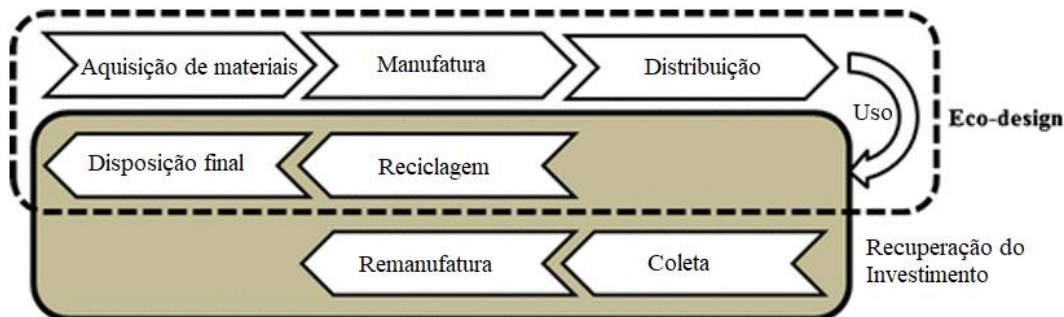 Aquisição de materiais
Manufatura
Distribuição
Uso
Eco-design
Disposição final
Reciclagem
Remanufatura
Coleta
Recuperação do
Investimento